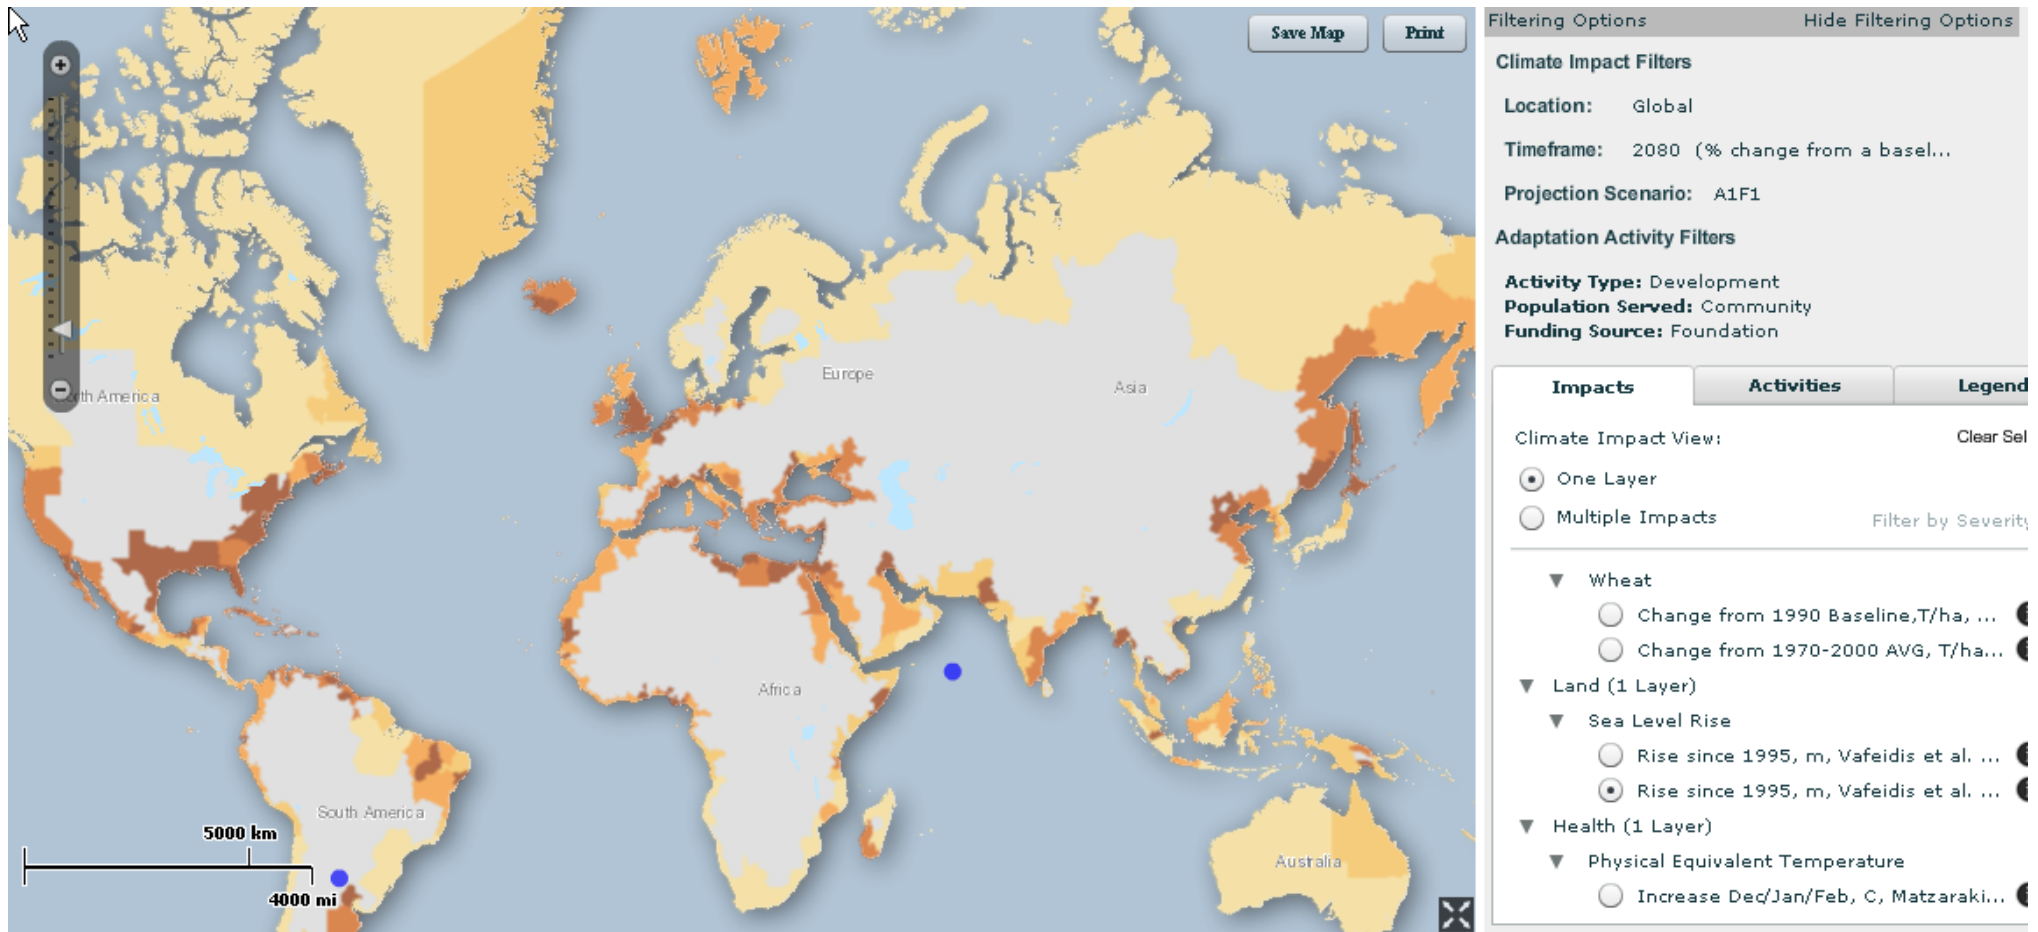 Save Map
Print
North America
Europe
Asia
Africa
South America
Australia
5000 km
4000 mi
Filtering Options
Hide Filtering Options
Climate Impact Filters
Location: Global
Timeframe: 2080 (% change from a basel...
Projection Scenario: A1F1
Adaptation Activity Filters
Activity Type: Development
Population Served: Community
Funding Source: Foundation
Impacts
Activities
Legend
Climate Impact View:
Clear Sel
One Layer
Multiple Impacts
Filter by Severity
Wheat
Change from 1990 Baseline,T/ha, ...
Change from 1970-2000 AVG, T/ha...
Land (1 Layer)
Sea Level Rise
Rise since 1995, m, Vafeidis et al. ...
Rise since 1995, m, Vafeidis et al. ...
Health (1 Layer)
Physical Equivalent Temperature
Increase Dec/Jan/Feb, C, Matzaraki...